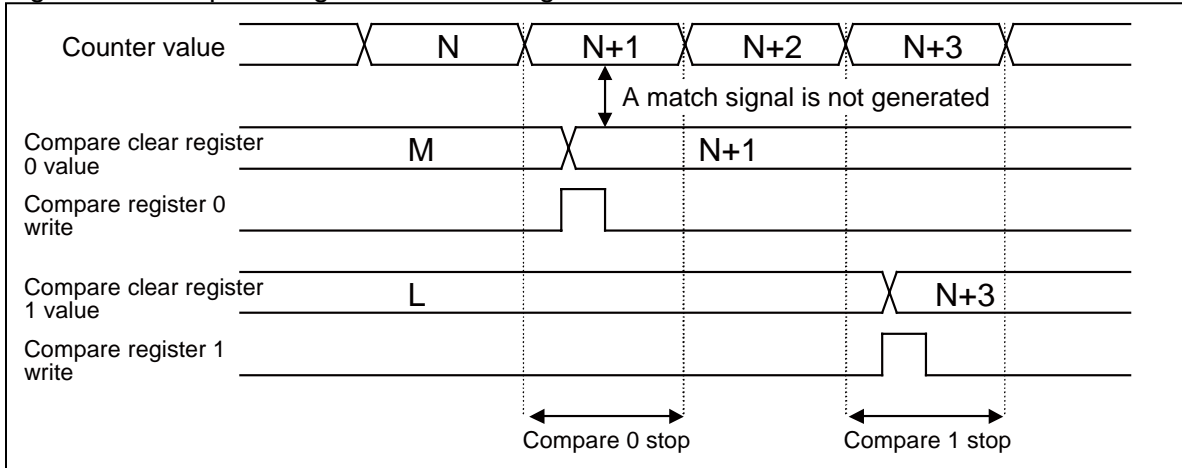 Counter value N N+1 N+2 N+3
A match signal is not generated
Compare clear register
0 value
M N+1
Compare register 0
write
Compare clear register
1 value
L N+3
Compare register 1
write
Compare 0 stop Compare 1 stop